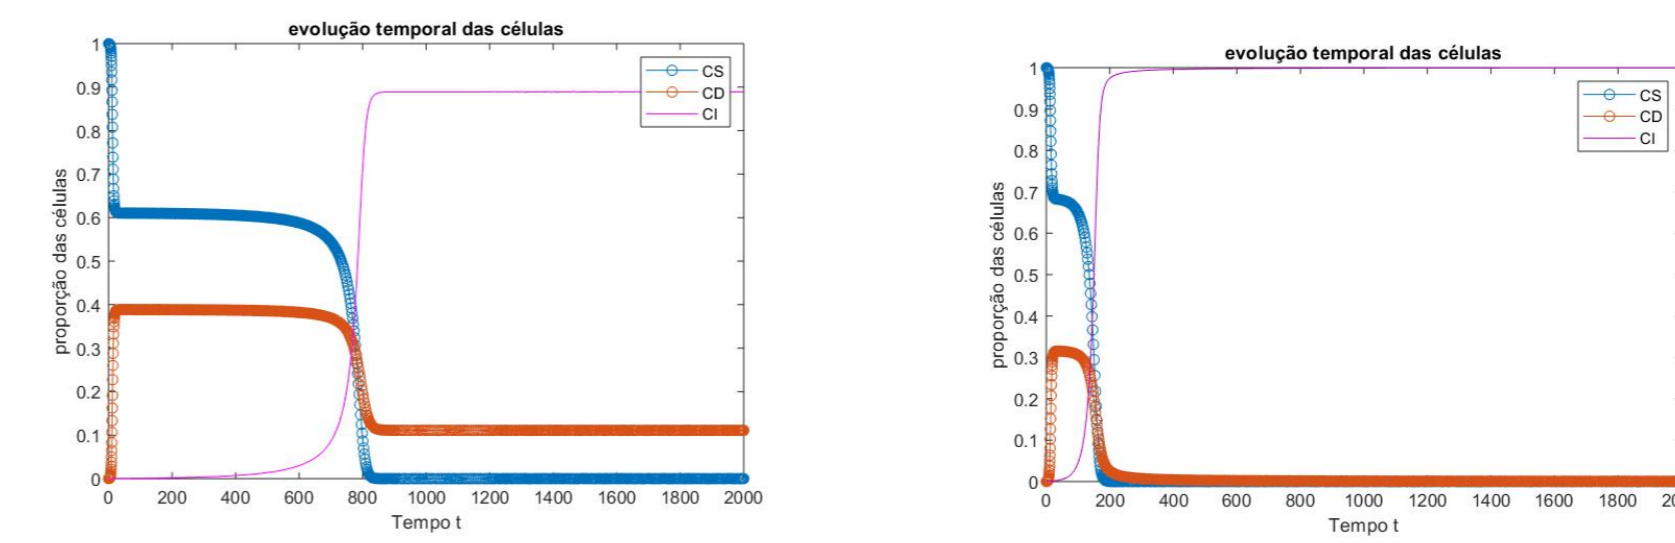 evolução temporal das células
1
0.9
0.8
0.7
0.6
0.5
0.4
0.3
0.2
0.1
0
proporção das células
CS
CD
CI
0 200 400 600 800 1000 1200 1400 1600 1800 2000
Tempo t
evolução temporal das células
1
0.9
0.8
0.7
0.6
0.5
0.4
0.3
0.2
0.1
0
proporção das células
CS
CD
CI
0 200 400 600 800 1000 1200 1400 1600 1800
Tempo t